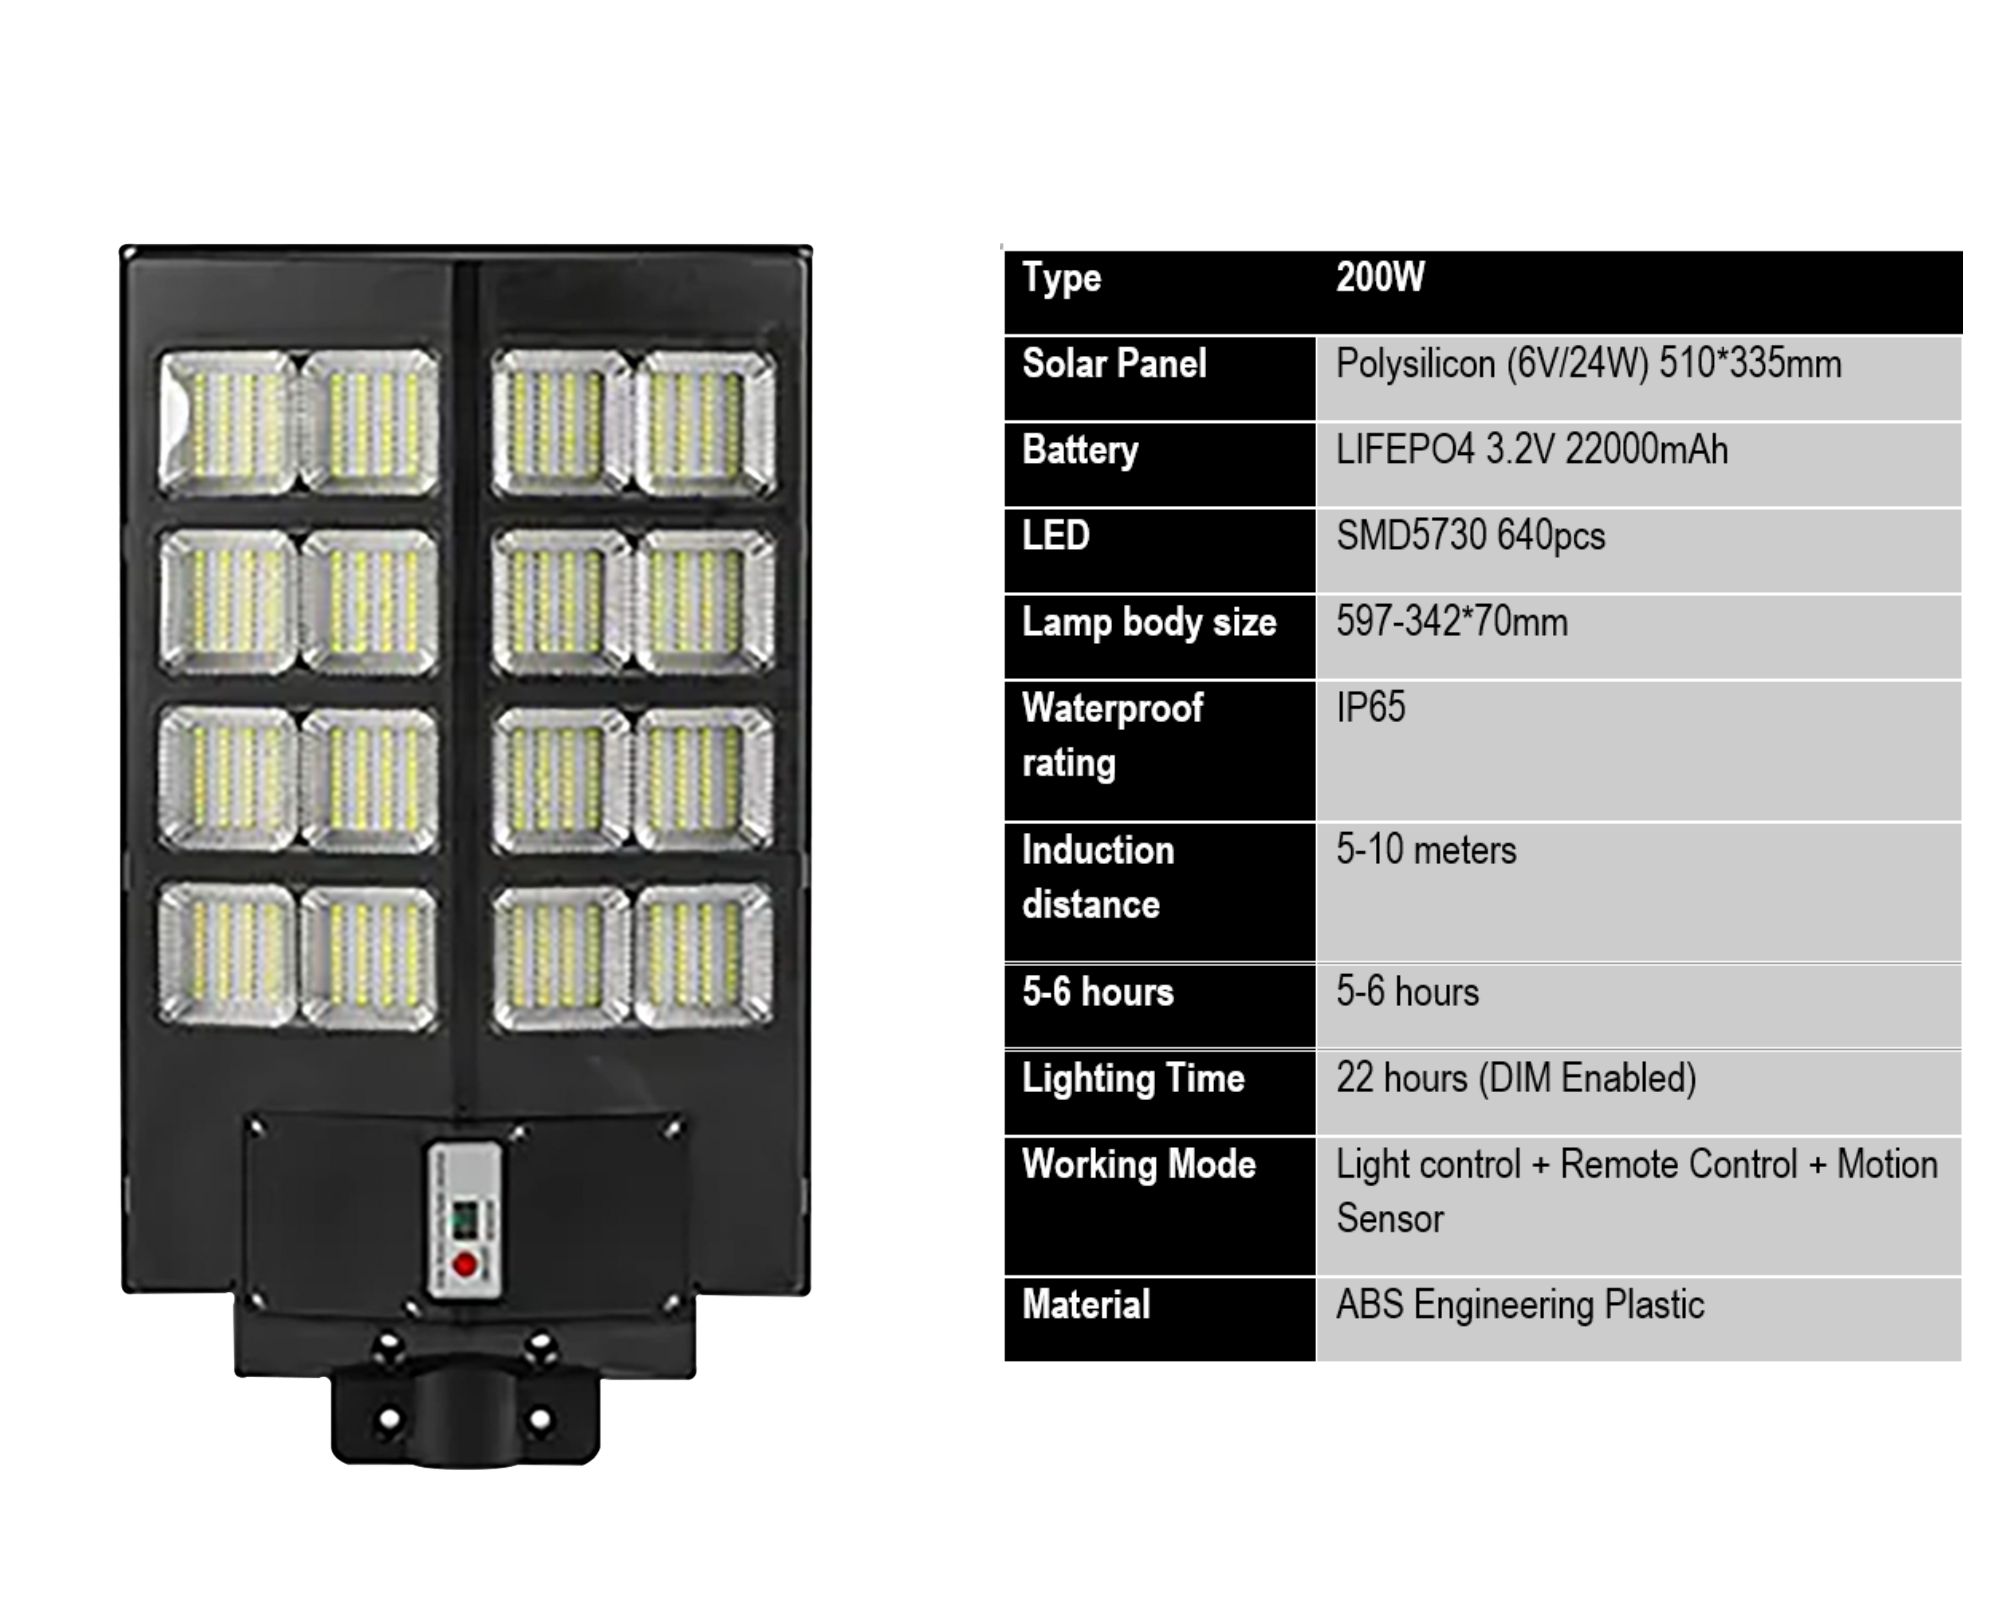 Type 200W
Solar Panel Polysilicon (6V/24W) 510*335mm
Battery LIFEPO4 3.2V 22000mAh
LED SMD5730 640pcs
Lamp body size 597-342*70mm
Waterproof IP65
rating
Induction 5-10 meters
distance
5-6 hours 5-6 hours
Lighting Time 22 hours (DIM Enabled)
Working Mode Light control + Remote Control + Motion
Sensor
Material ABS Engineering Plastic